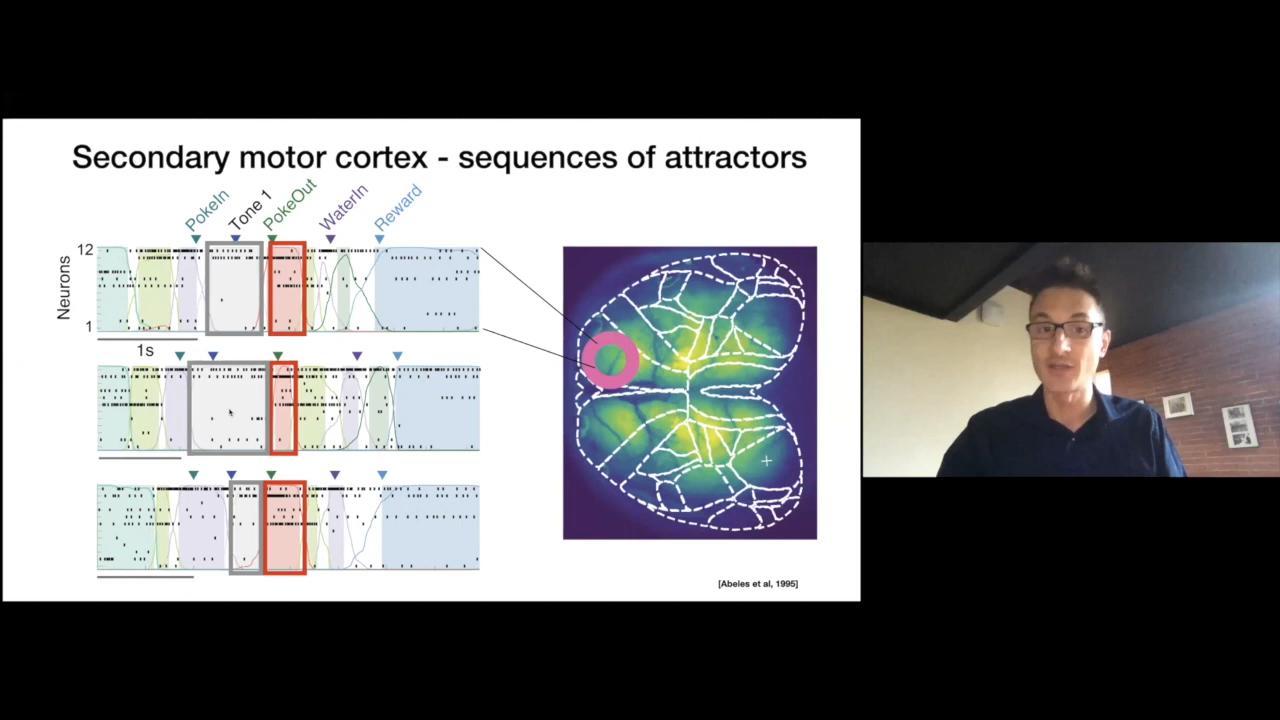 Secondary motor cortex - sequences of attractors
PokeIn
Tone 1
PokeOut
WaterIn
Reward
12
Neurons
1
1s
[Abeles et al, 1995]